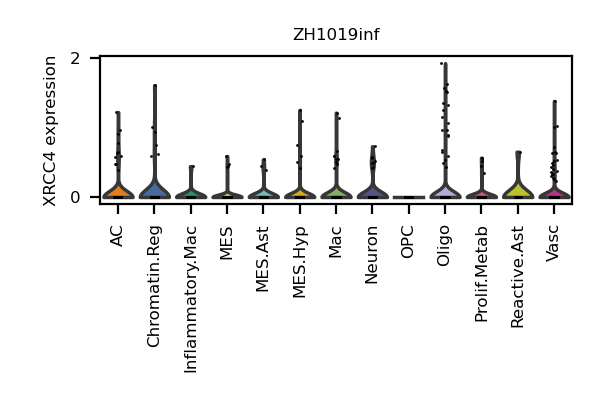 ZH1019inf
XRCC4 expression
2
0
AC
Chromatin.Reg
Inflammatory.Mac
MES
MES.Ast
MES.Hyp
Mac
Neuron
OPC
Oligo
Prolif.Metab
Reactive.Ast
Vasc